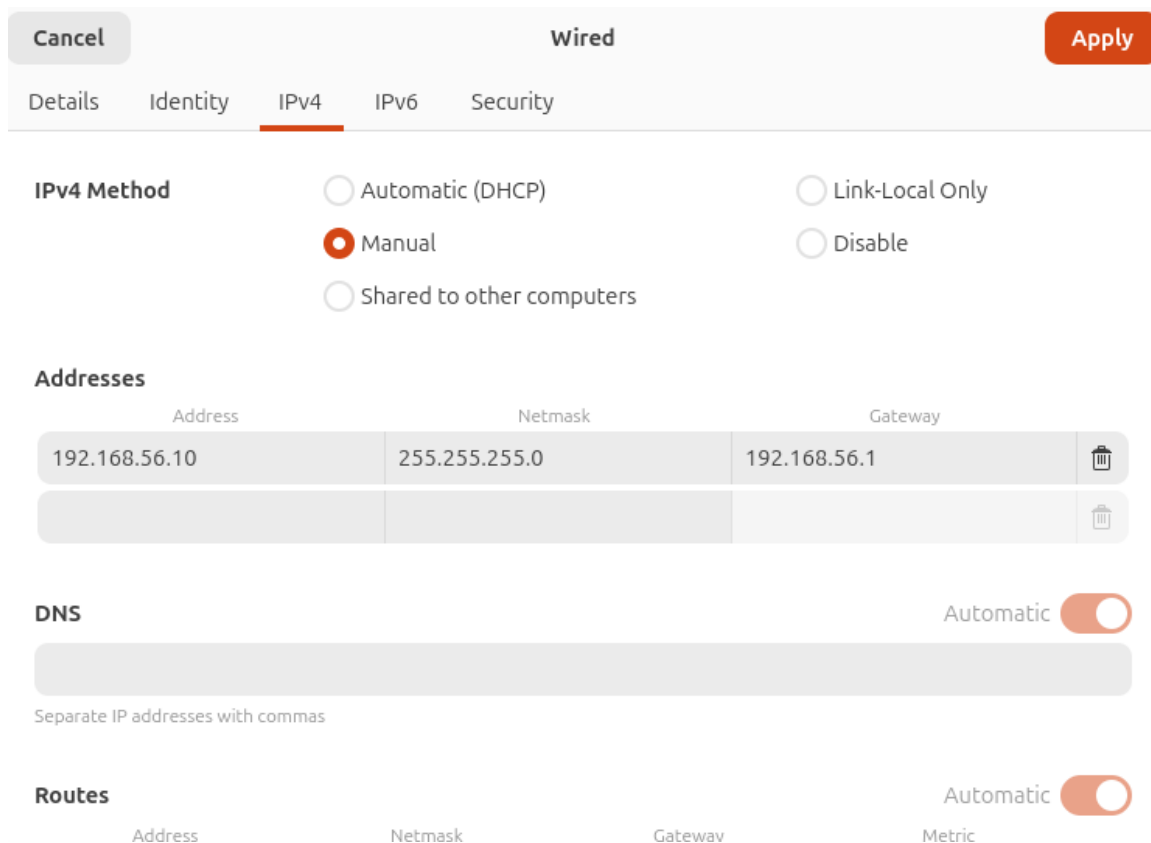 Cancel Wired Apply
Details Identity IPv4 IPv6 Security
IPv4 Method Automatic (DHCP) Link-Local Only
Manual Disable
Shared to other computers
Addresses
Address Netmask Gateway
192.168.56.10 255.255.255.0 192.168.56.1
DNS Automatic
Separate IP addresses with commas
Routes Automatic
Address Netmask Gateway Metric